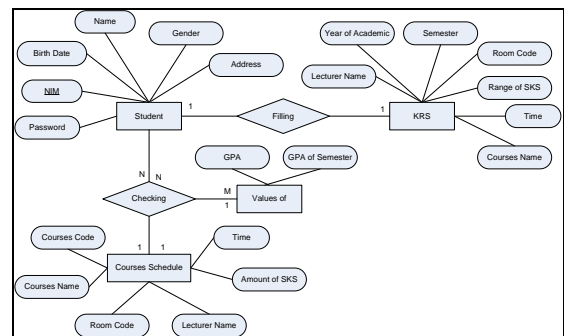 Name
Gender
Birth Date
Address
NIM
Password
Student
1
Filling
1
KRS
Year of Academic
Semester
Room Code
Lecturer Name
Range of SKS
Time
Courses Name
N
N
Checking
M
1
Values of
GPA
GPA of Semester
1
1
Courses Schedule
Courses Code
Courses Name
Room Code
Lecturer Name
Time
Amount of SKS